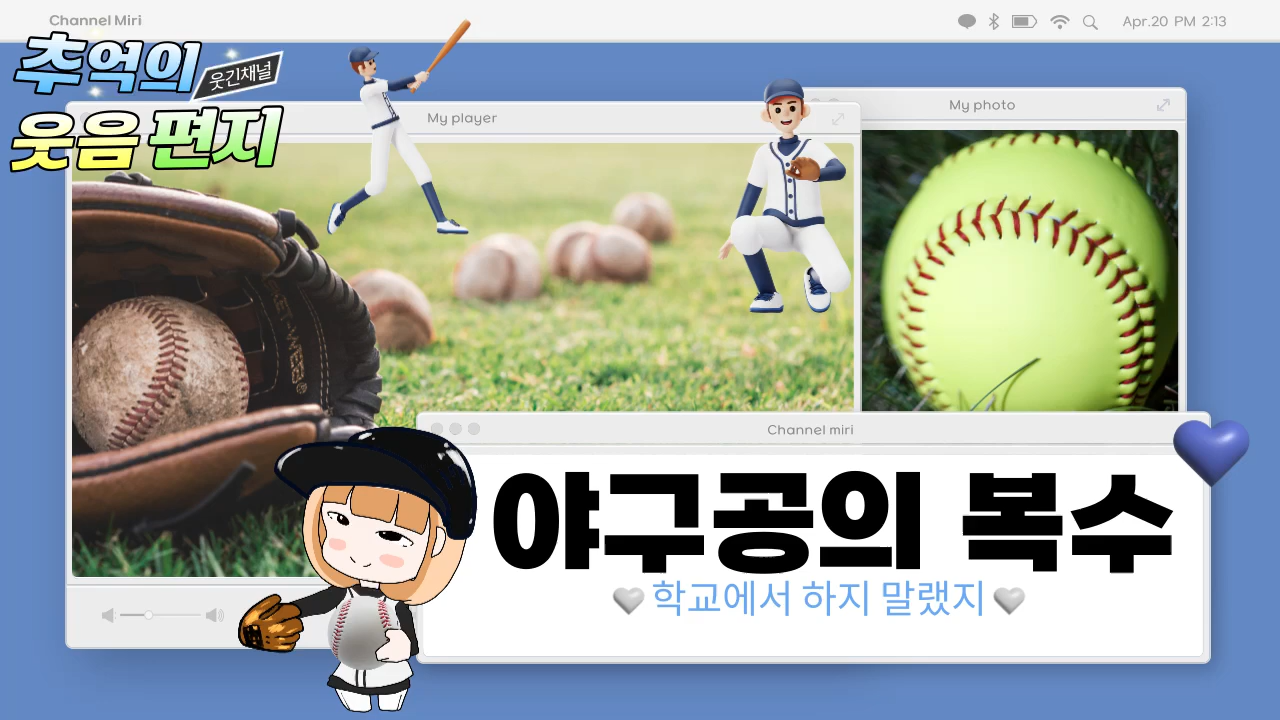 Channel Miri
Apr.20 PM 2:13
추억의
웃긴채널
웃음 편지
My player
My photo
Channel miri
야구공의 복수
학교에서 하지 말랬지